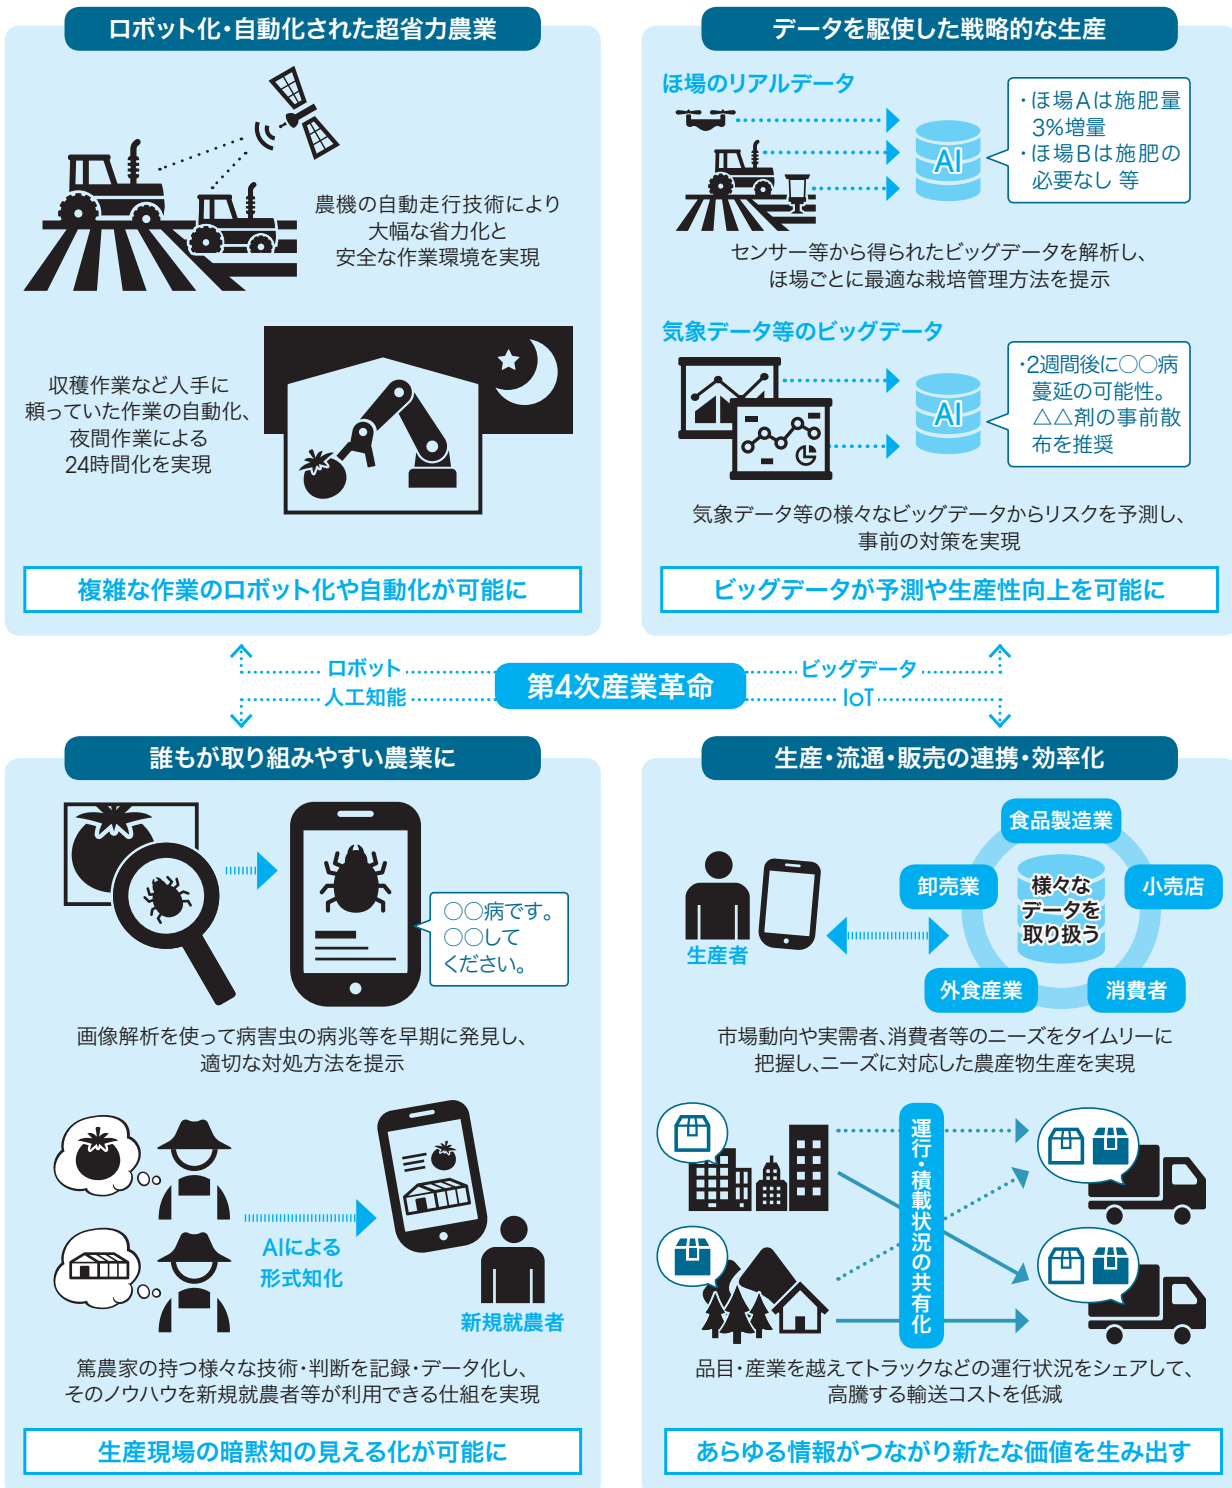 ロボット化・自動化された超省力農業
農機の自動走行技術により
大幅な省力化と
安全な作業環境を実現
収穫作業など人手に
頼っていた作業の自動化、
夜間作業による
24時間化を実現
複雑な作業のロボット化や自動化が可能に
データを駆使した戦略的な生産
ほ場のリアルデータ
AI
・ほ場Aは施肥量
3%増量
・ほ場Bは施肥の
必要なし 等
センサー等から得られたビッグデータを解析し、
ほ場ごとに最適な栽培管理方法を提示
気象データ等のビッグデータ
AI
・2週間後に○○病
蔓延の可能性。
△△剤の事前散
布を推奨
気象データ等の様々なビッグデータからリスクを予測し、
事前の対策を実現
ビッグデータが予測や生産性向上を可能に
ロボット
人工知能
第4次産業革命
ビッグデータ
IoT
誰もが取り組みやすい農業に
○○病です。
○○して
ください。
画像解析を使って病害虫の病兆等を早期に発見し、
適切な対処方法を提示
AIによる
形式知化
新規就農者
篤農家の持つ様々な技術・判断を記録・データ化し、
そのノウハウを新規就農者等が利用できる仕組を実現
生産現場の暗黙知の見える化が可能に
生産・流通・販売の連携・効率化
生産者
食品製造業
卸売業
小売店
様々な
データを
取り扱う
外食産業
消費者
市場動向や実需者、消費者等のニーズをタイムリーに
把握し、ニーズに対応した農産物生産を実現
運行・積載状況の共有化
品目・産業を越えてトラックなどの運行状況をシェアして、
高騰する輸送コストを低減
あらゆる情報がつながり新たな価値を生み出す